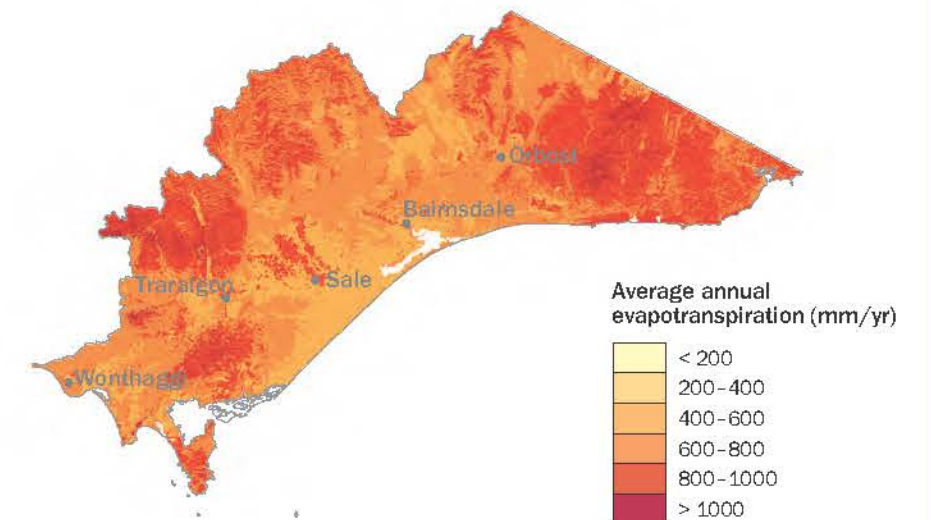 Orbost
Bairnsdale
Traralgon
Sale
Wonthaggi
Average annual
evapotranspiration (mm/yr)
< 200
200–400
400–600
600–800
800–1000
> 1000